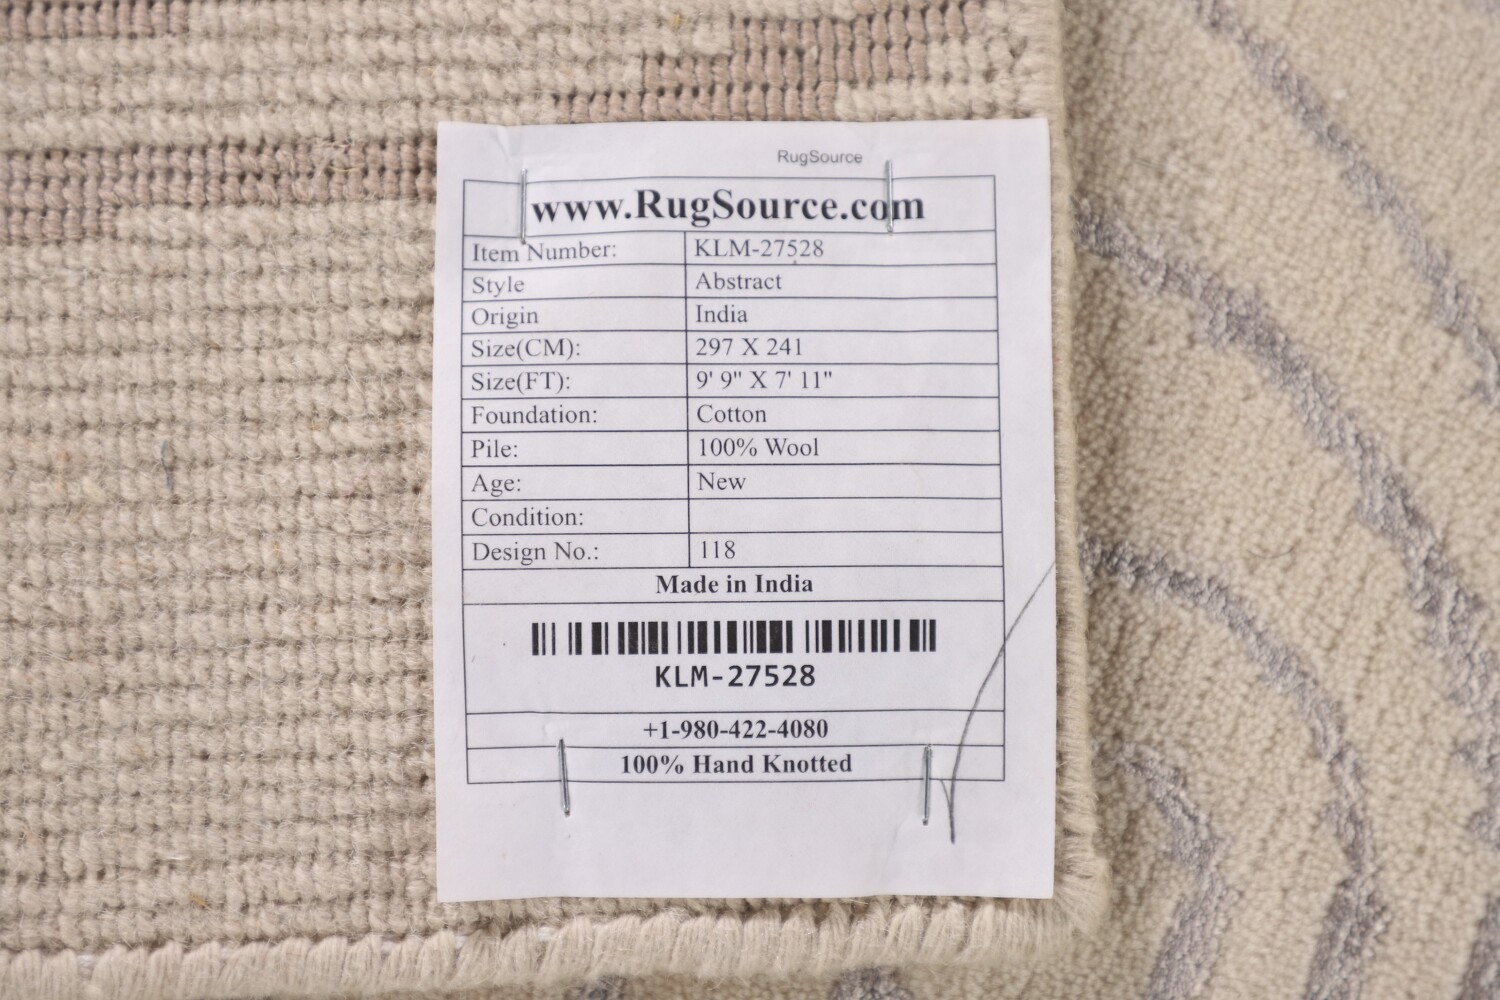 RugSource
www.RugSource.com
Item Number: KLM-27528
Style Abstract
Origin India
Size(CM): 297 X 241
Size(FT): 9' 9" X 7' 11"
Foundation: Cotton
Pile: 100% Wool
Age: New
Condition:
Design No.: 118
Made in India
KLM-27528
+1-980-422-4080
100% Hand Knotted